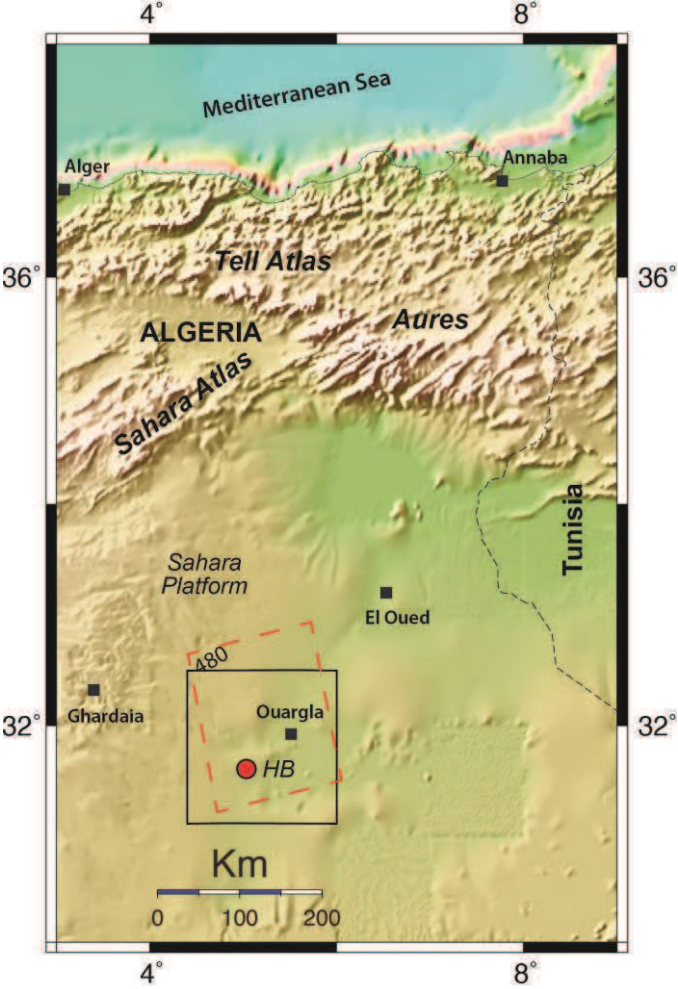 4° 8°
Mediterranean Sea
Alger
Annaba
Tell Atlas
36° 36°
Aures
ALGERIA
Sahara Atlas
Tunisia
Sahara
Platform
El Oued
480
Ghardaia
Ouargla
32° 32°
HB
Km
0 100 200
4° 8°